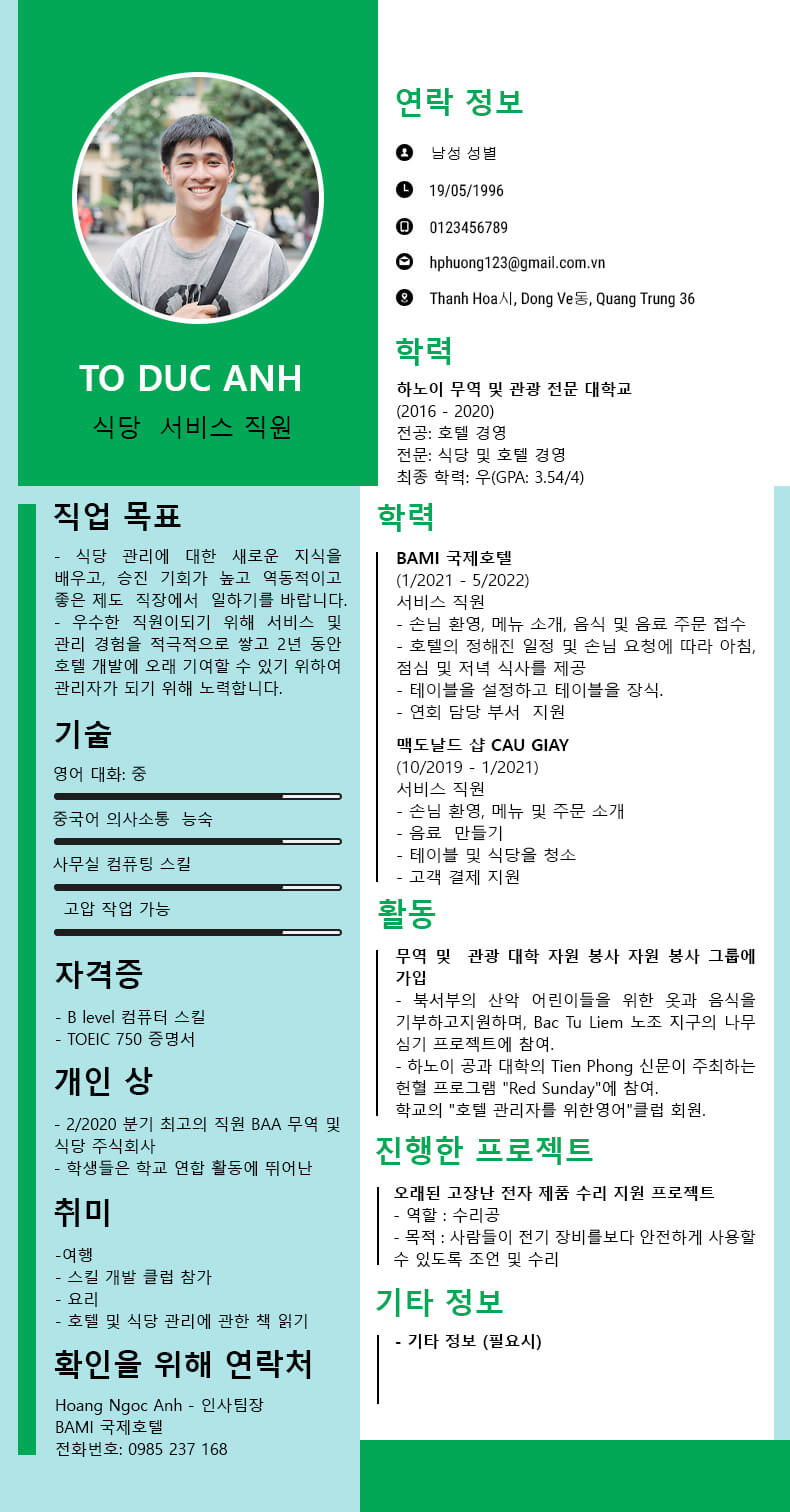 TO DUC ANH
식당 서비스 직원
연락 정보
남성 성별
19/05/1996
0123456789
hphuong123@gmail.com.vn
Thanh Hoa시, Dong Ve동, Quang Trung 36
학력
하노이 무역 및 관광 전문 대학교
(2016 - 2020)
전공: 호텔 경영
전문: 식당 및 호텔 경영
최종 학력: 우(GPA: 3.54/4)
직업 목표
- 식당 관리에 대한 새로운 지식을
배우고, 승진 기회가 높고 역동적이고
좋은 제도 직장에서 일하기를 바랍니다.
- 우수한 직원이되기 위해 서비스 및
관리 경험을 적극적으로 쌓고 2년 동안
호텔 개발에 오래 기여할 수 있기 위하여
관리자가 되기 위해 노력합니다.
기술
영어 대화: 중
중국어 의사소통 능숙
사무실 컴퓨팅 스킬
고압 작업 가능
자격증
- B level 컴퓨터 스킬
- TOEIC 750 증명서
개인 상
- 2/2020 분기 최고의 직원 BAA 무역 및
식당 주식회사
- 학생들은 학교 연합 활동에 뛰어난
취미
-여행
- 스킬 개발 클럽 참가
- 요리
- 호텔 및 식당 관리에 관한 책 읽기
확인을 위해 연락처
Hoang Ngoc Anh - 인사팀장
BAMI 국제호텔
전화번호: 0985 237 168
학력
BAMI 국제호텔
(1/2021 - 5/2022)
서비스 직원
- 손님 환영, 메뉴 소개, 음식 및 음료 주문 접수
- 호텔의 정해진 일정 및 손님 요청에 따라 아침,
점심 및 저녁 식사를 제공
- 테이블을 설정하고 테이블을 장식.
- 연회 담당 부서 지원
맥도날드 샵 CAU GIAY
(10/2019 - 1/2021)
서비스 직원
- 손님 환영, 메뉴 및 주문 소개
- 음료 만들기
- 테이블 및 식당을 청소
- 고객 결제 지원
활동
무역 및 관광 대학 자원 봉사 자원 봉사 그룹에
가입
- 북서부의 산악 어린이들을 위한 옷과 음식을
기부하고지원하며, Bac Tu Liem 노조 지구의 나무
심기 프로젝트에 참여.
- 하노이 공과 대학의 Tien Phong 신문이 주최하는
헌혈 프로그램 "Red Sunday"에 참여.
학교의 "호텔 관리자를 위한영어"클럽 회원.
진행한 프로젝트
오래된 고장난 전자 제품 수리 지원 프로젝트
- 역할 : 수리공
- 목적 : 사람들이 전기 장비를보다 안전하게 사용할
수 있도록 조언 및 수리
기타 정보
- 기타 정보 (필요시)